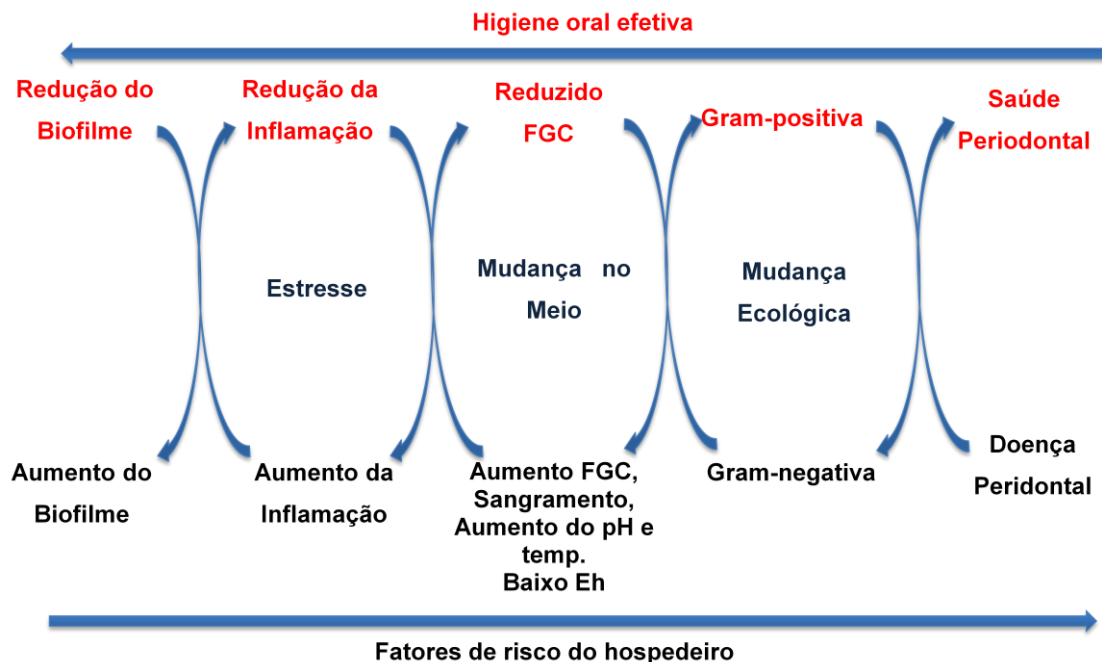 Higiene oral efetiva
Redução do
Biofilme
Redução da
Inflamação
Reduzido
FGC
Gram-positiva
Saúde
Periodontal
Estresse
Mudança no
Meio
Mudança
Ecológica
Aumento do
Biofilme
Aumento da
Inflamação
Aumento FGC,
Sangramento,
Aumento do pH e
temp.
Baixo Eh
Gram-negativa
Doença
Peridontal
Fatores de risco do hospedeiro